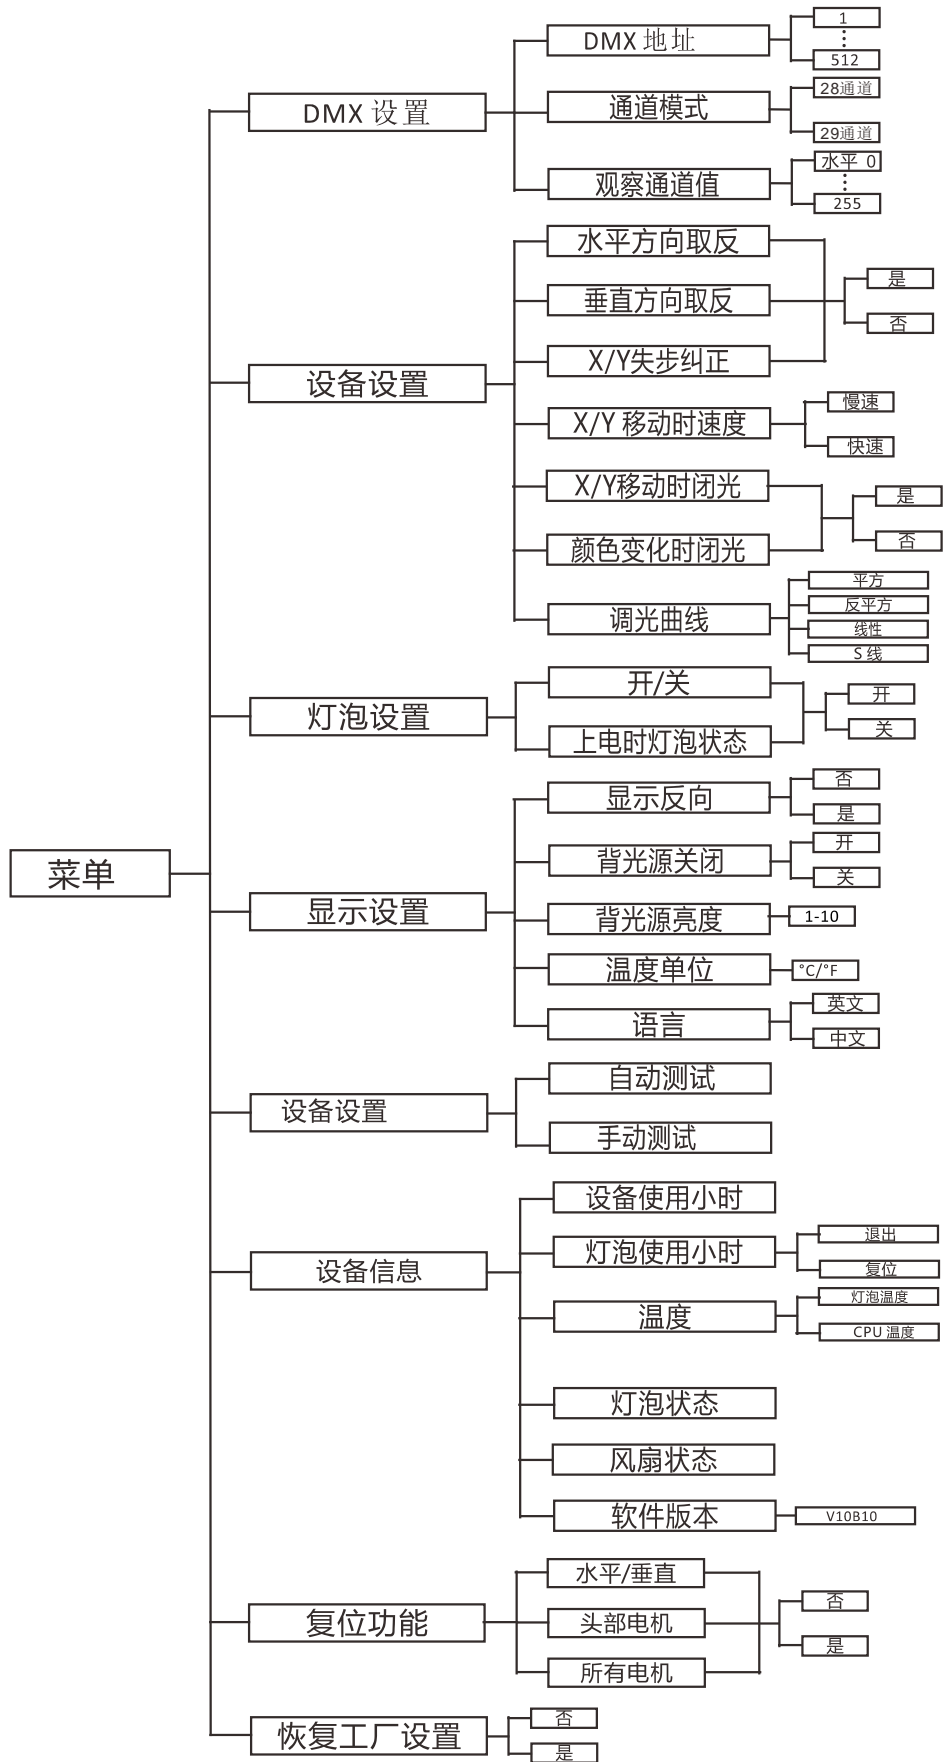 菜单
DMX 设置
DMX 地址
1
512
通道模式
28通道
29通道
观察通道值
水平 0
255
设备设置
水平方向取反
垂直方向取反
X/Y失步纠正
是
否
X/Y 移动时速度
慢速
快速
X/Y移动时闭光
颜色变化时闭光
是
否
调光曲线
平方
反平方
线性
S 线
灯泡设置
开/关
上电时灯泡状态
开
关
显示设置
显示反向
否
是
背光源关闭
开
关
背光源亮度
1-10
温度单位
°C/°F
语言
英文
中文
设备设置
自动测试
手动测试
设备信息
设备使用小时
灯泡使用小时
退出
复位
温度
灯泡温度
CPU 温度
灯泡状态
风扇状态
软件版本
V10B10
复位功能
水平/垂直
头部电机
所有电机
否
是
恢复工厂设置
否
是